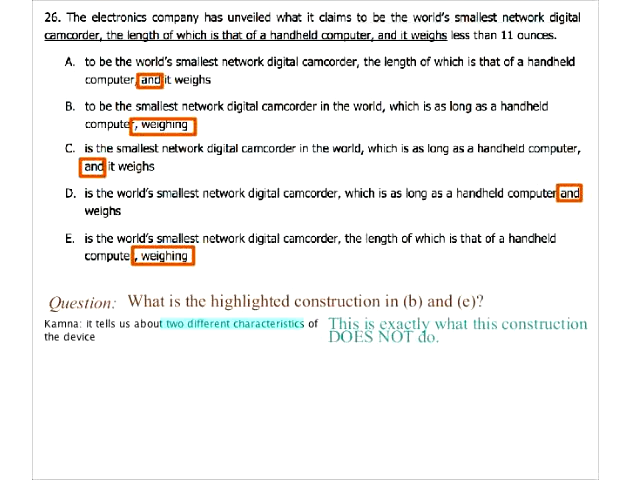 26. The electronics company has unveiled what it claims to be the world's smallest network digital
camcorder, the length of which is that of a handheld computer, and it weighs less than 11 ounces.
A. to be the world's smallest network digital camcorder, the length of which is that of a handheld
computer, and it weighs
B. to be the smallest network digital camcorder in the world, which is as long as a handheld
computer, weighing
C. is the smallest network digital camcorder in the world, which is as long as a handheld computer,
and it weighs
D. is the world's smallest network digital camcorder, which is as long as a handheld computer and
weighs
E. is the world's smallest network digital camcorder, the length of which is that of a handheld
computer, weighing
Question: What is the highlighted construction in (b) and (e)?
Kamna: it tells us about two different characteristics of
the device
This is exactly what this construction
DOES NOT do.